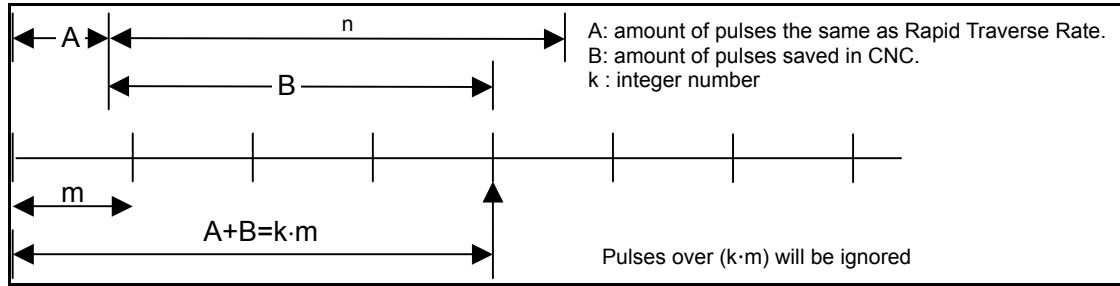 A
n
A: amount of pulses the same as Rapid Traverse Rate.
B: amount of pulses saved in CNC.
k : integer number
B
m
A+B=k·m
Pulses over (k·m) will be ignored